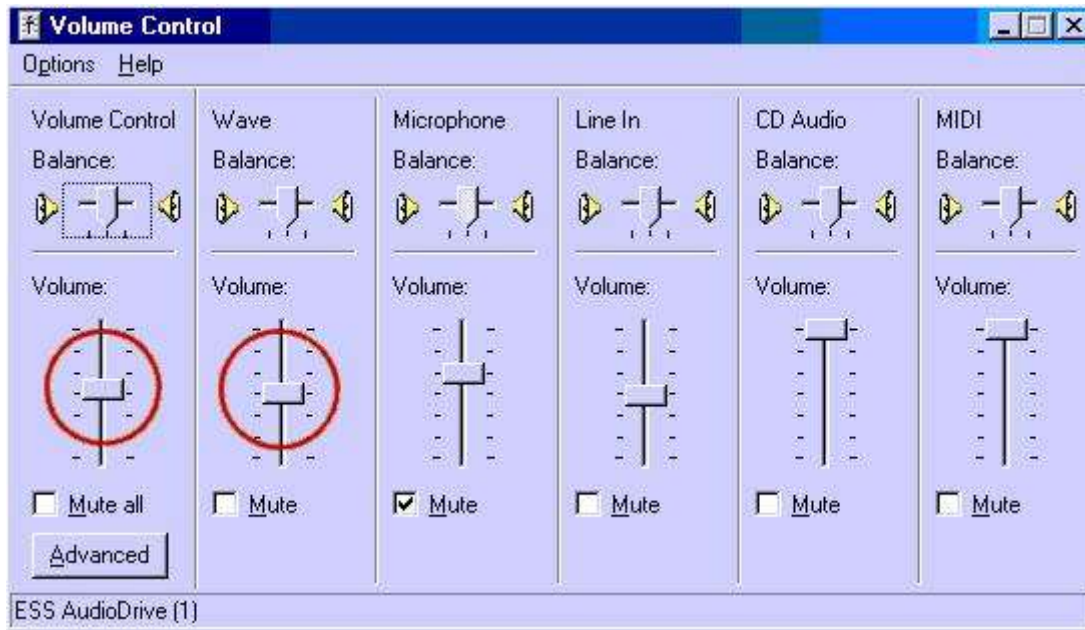 Volume Control
Options Help
Volume Control Wave Microphone Line In CD Audio MIDI
Balance: Balance: Balance: Balance: Balance: Balance:
Volume: Volume: Volume: Volume: Volume: Volume:
Mute all Mute Mute Mute Mute Mute
Advanced
ESS AudioDrive (1)